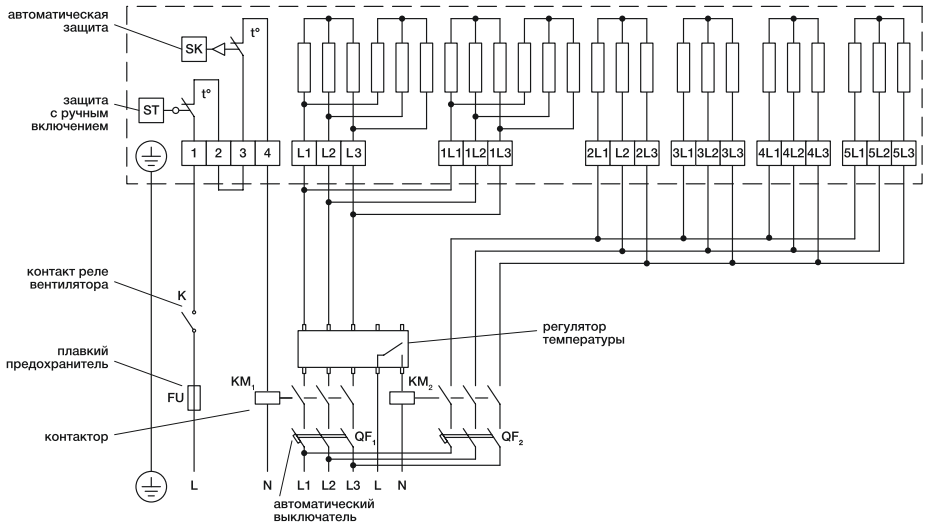 автоматическая
защита
SK
t°
защита
с ручным
включением
ST
t°
1 2 3 4
L1 L2 L3
1L1 1L2 1L3
2L1 L2 2L3
3L1 3L2 3L3
4L1 4L2 4L3
5L1 5L2 5L3
контакт реле
вентилятора
K
регулятор
температуры
плавкий
предохранитель
FU
KM1
KM2
контактор
QF1
QF2
L
N
L1 L2 L3 L N
автоматический
выключатель